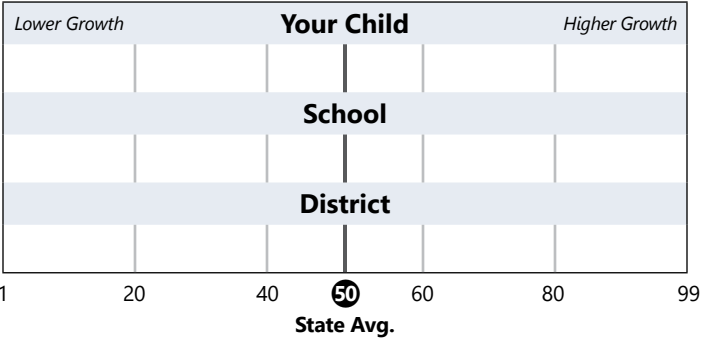 Lower Growth Your Child Higher Growth
School
District
1 20 40 50 60 80 99
State Avg.